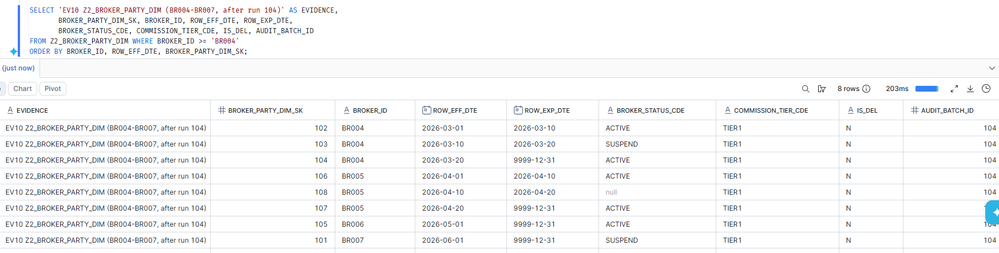 SELECT 'EV10 Z2_BROKER_PARTY_DIM (BR004-BR007, after run 104)' AS EVIDENCE,
BROKER_PARTY_DIM_SK, BROKER_ID, ROW_EFF_DTE, ROW_EXP_DTE,
BROKER_STATUS_CDE, COMMISSION_TIER_CDE, IS_DEL, AUDIT_BATCH_ID
FROM Z2_BROKER_PARTY_DIM WHERE BROKER_ID >= 'BR004'
ORDER BY BROKER_ID, ROW_EFF_DTE, BROKER_PARTY_DIM_SK;
(just now)
Chart Pivot 8 rows 203ms
EVIDENCE BROKER_PARTY_DIM_SK BROKER_ID ROW_EFF_DTE ROW_EXP_DTE BROKER_STATUS_CDE COMMISSION_TIER_CDE IS_DEL AUDIT_BATCH_ID
EV10 Z2_BROKER_PARTY_DIM (BR004-BR007, after run 104) 102 BR004 2026-03-01 2026-03-10 ACTIVE TIER1 N 104
EV10 Z2_BROKER_PARTY_DIM (BR004-BR007, after run 104) 103 BR004 2026-03-10 2026-03-20 SUSPEND TIER1 N 104
EV10 Z2_BROKER_PARTY_DIM (BR004-BR007, after run 104) 104 BR004 2026-03-20 9999-12-31 ACTIVE TIER1 N 104
EV10 Z2_BROKER_PARTY_DIM (BR004-BR007, after run 104) 106 BR005 2026-04-01 2026-04-10 ACTIVE TIER1 N 104
EV10 Z2_BROKER_PARTY_DIM (BR004-BR007, after run 104) 108 BR005 2026-04-10 2026-04-20 null TIER1 N 104
EV10 Z2_BROKER_PARTY_DIM (BR004-BR007, after run 104) 107 BR005 2026-04-20 9999-12-31 ACTIVE TIER1 N
EV10 Z2_BROKER_PARTY_DIM (BR004-BR007, after run 104) 105 BR006 2026-05-01 9999-12-31 ACTIVE TIER1 N 104
EV10 Z2_BROKER_PARTY_DIM (BR004-BR007, after run 104) 101 BR007 2026-06-01 9999-12-31 SUSPEND TIER1 N 104